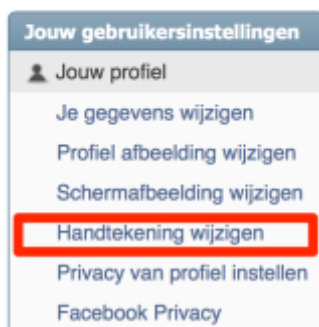 Jouw gebruikersinstellingen
Jouw profiel
Je gegevens wijzigen
Profiel afbeelding wijzigen
Schermafbeelding wijzigen
Handtekening wijzigen
Privacy van profiel instellen
Facebook Privacy